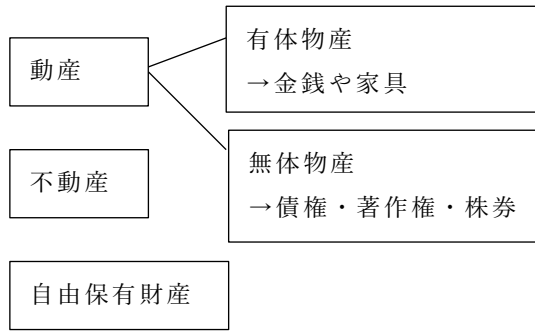 動産
有体物産
→金銭や家具
無体物産
→債権・著作権・株券
不動産
自由保有財産